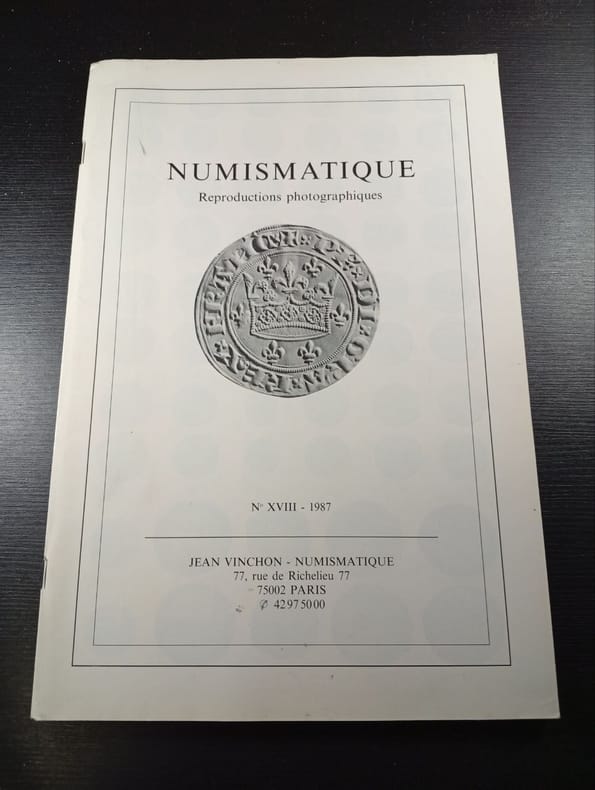 NUMISMATIQUE
Reproductions photographiques
N° XVIII - 1987
JEAN VINCHON - NUMISMATIQUE
77, rue de Richelieu 77
75002 PARIS
✆ 42975000